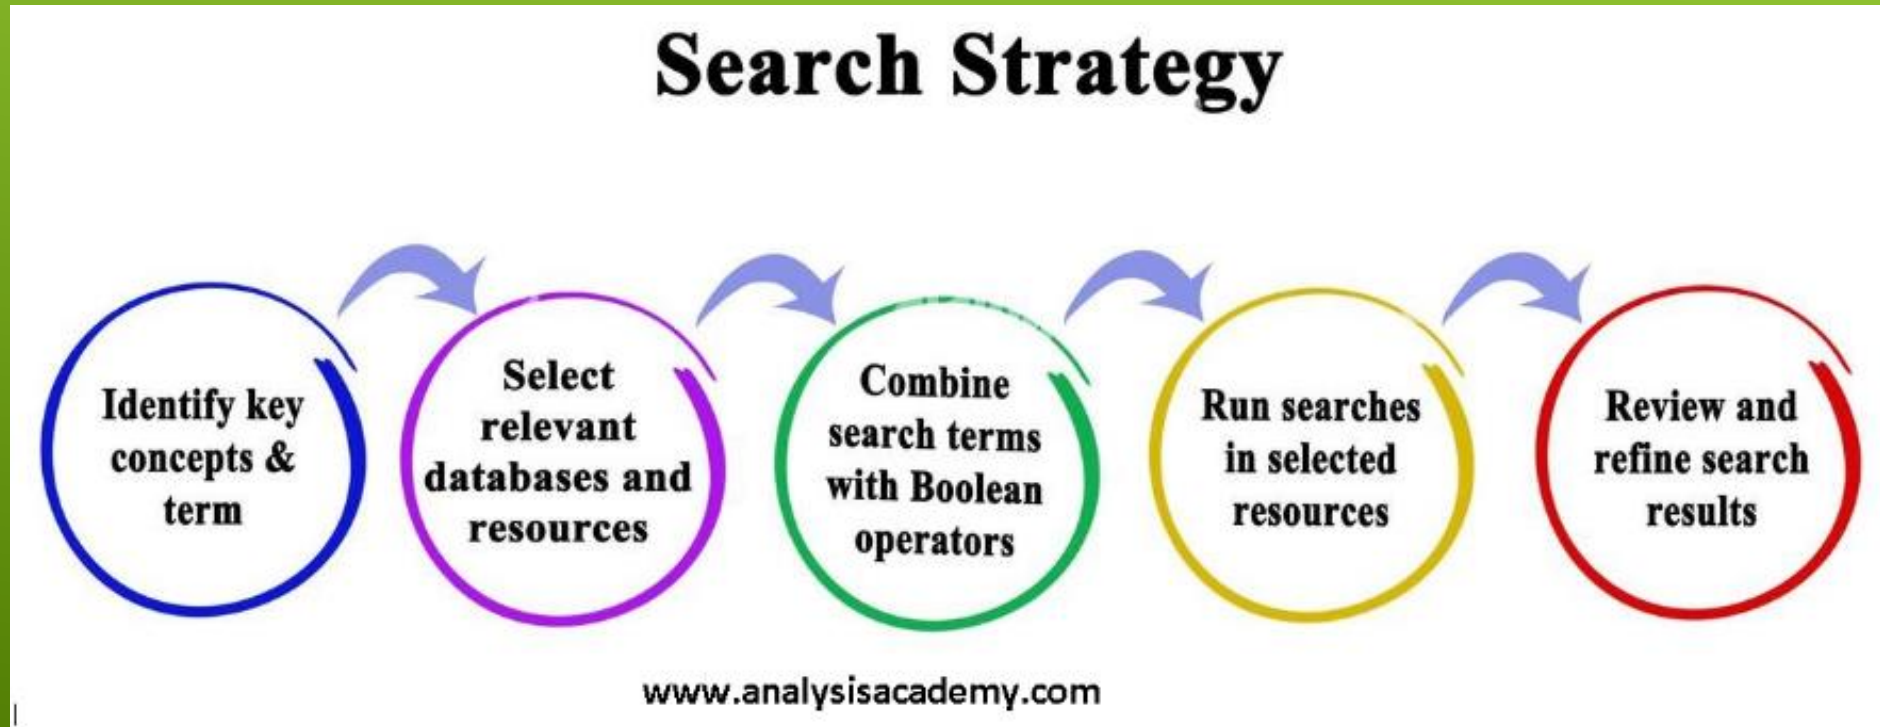 Search Strategy
Identify key
concepts &
term
Select
relevant
databases and
resources
Combine
search terms
with Boolean
operators
Run searches
in selected
resources
Review and
refine search
results
www.analysisacademy.com